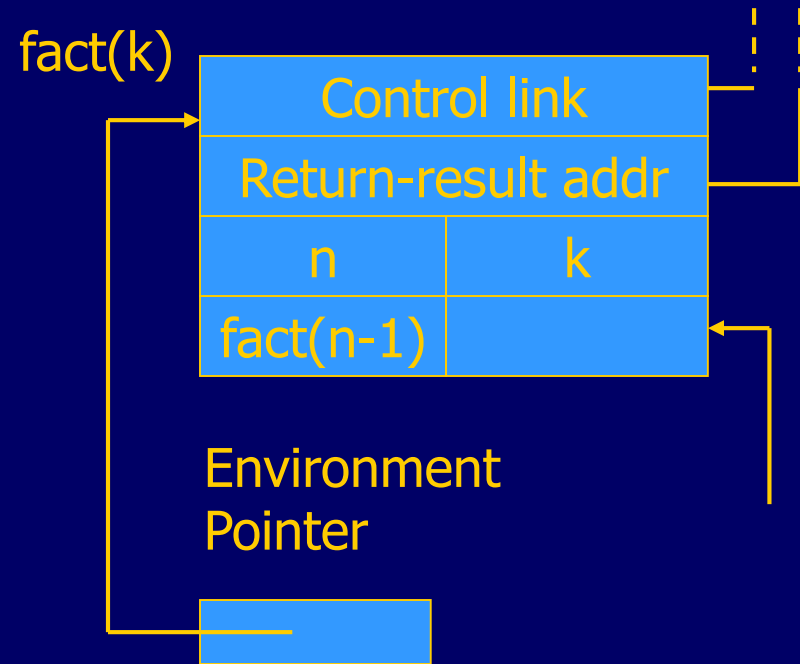 fact(k)
Control link
Return-result addr
n k
fact(n-1)
Environment
Pointer